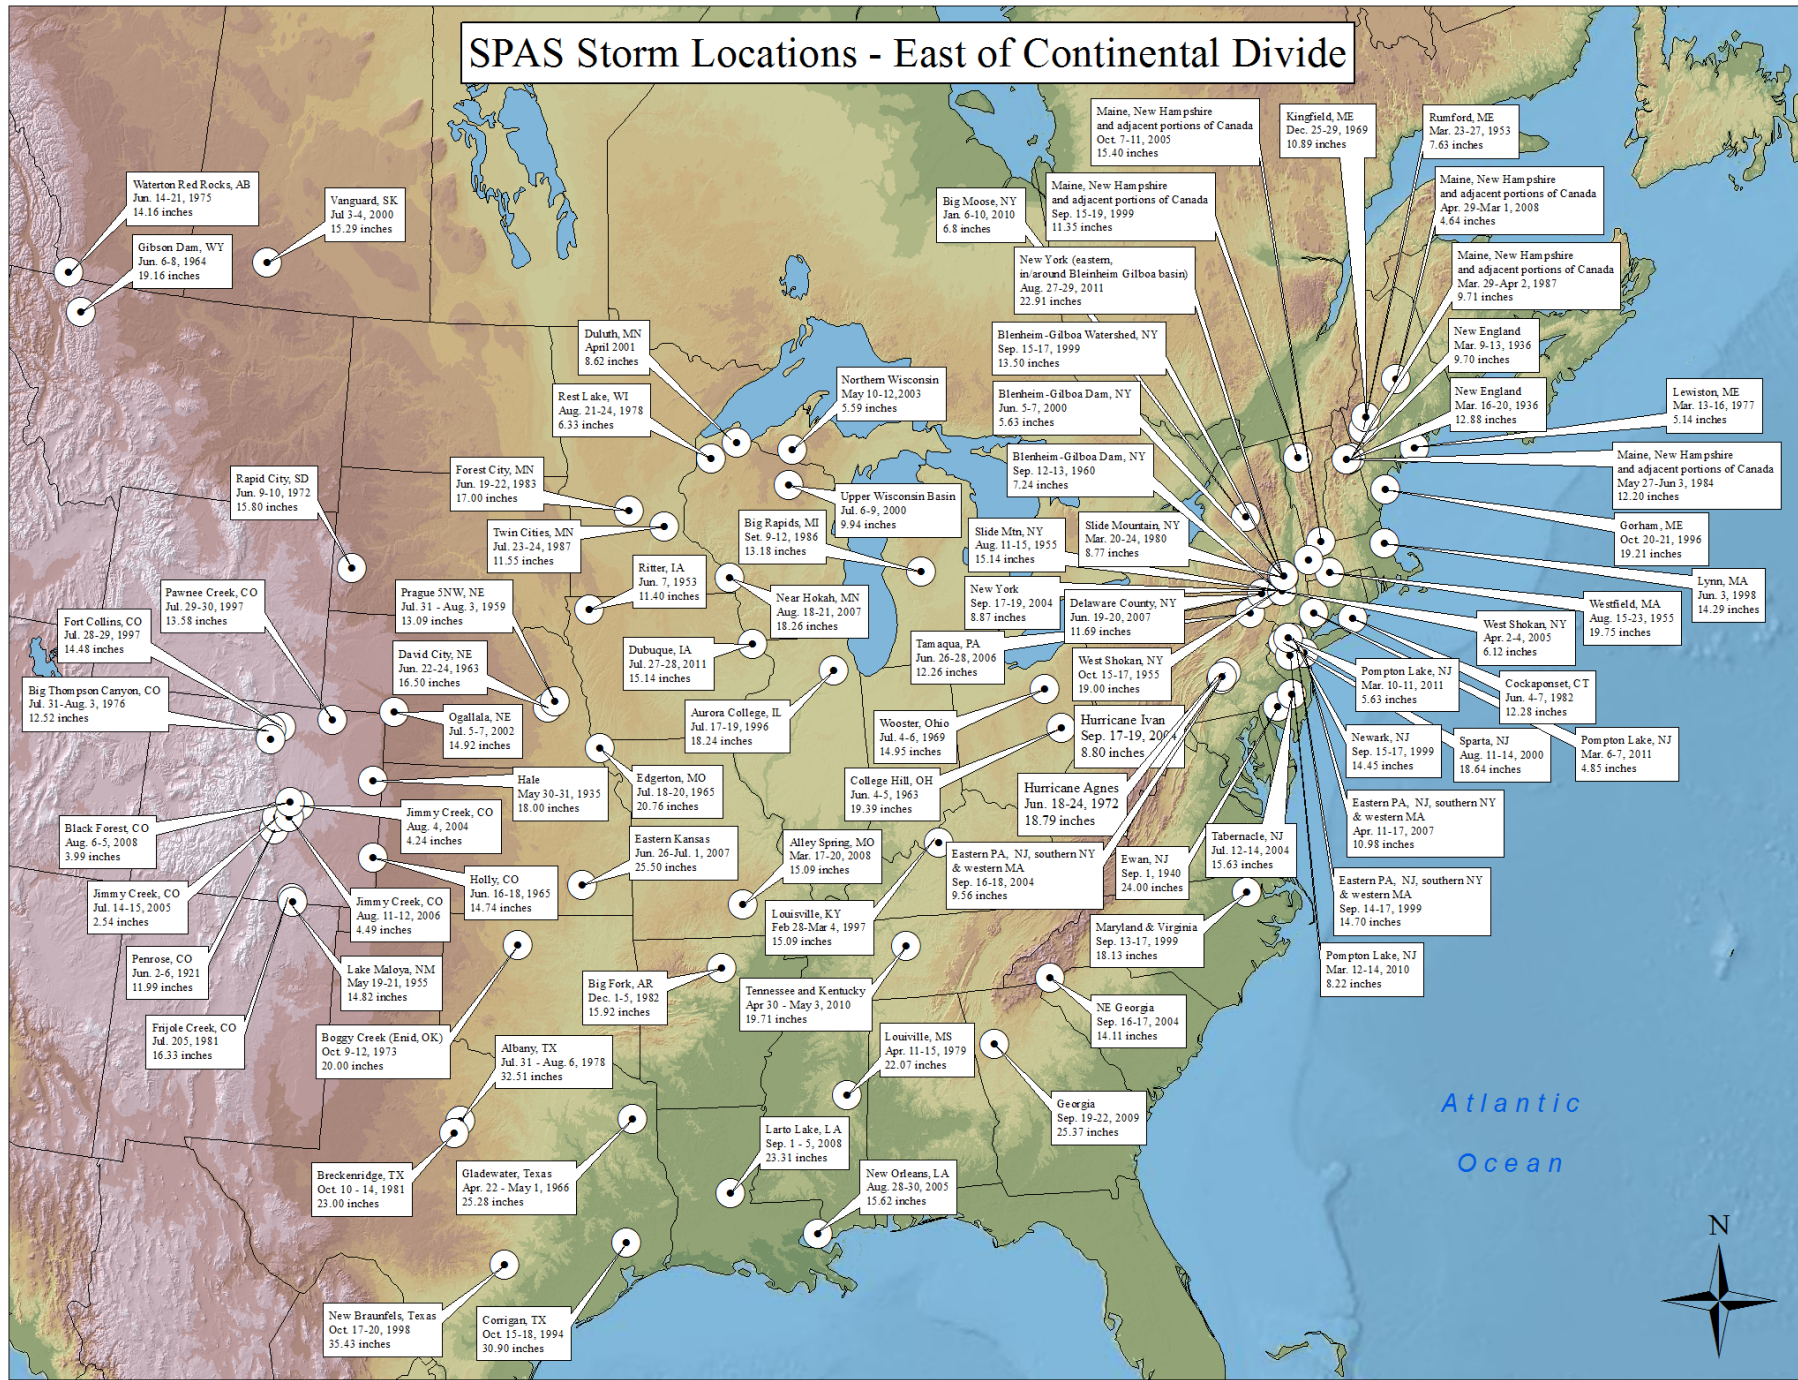 SPAS Storm Locations - East of Continental Divide
Maine, New Hampshire
and adjacent portions of Canada
Oct. 7-11, 2005
15.40 inches
Kingfield, ME
Dec. 25-29, 1969
10.89 inches
Rumford, ME
Mar. 23-27, 1953
7.63 inches
Waterton Red Rocks, AB
Jun. 14-21, 1975
14.16 inches
Vanguard, SK
Jul 3-4, 2000
15.29 inches
Big Moose, NY
Jan. 6-10, 2010
6.8 inches
Maine, New Hampshire
and adjacent portions of Canada
Sep. 15-19, 1999
11.35 inches
Maine, New Hampshire
and adjacent portions of Canada
Apr. 29-Mar 1, 2008
4.64 inches
Gibson Dam, WY
Jun. 6-8, 1964
19.16 inches
New York (eastern,
in/around Bleinheim Gilboa basin)
Aug. 27-29, 2011
22.91 inches
Maine, New Hampshire
and adjacent portions of Canada
Mar. 29-Apr 2, 1987
9.71 inches
Duluth, MN
April 2001
8.62 inches
Blenheim-Gilboa Watershed, NY
Sep. 15-17, 1999
13.50 inches
New England
Mar. 9-13, 1936
9.70 inches
Rest Lake, WI
Aug. 21-24, 1978
6.33 inches
Northern Wisconsin
May 10-12,2003
5.59 inches
Blenheim-Gilboa Dam, NY
Jun. 5-7, 2000
5.63 inches
New England
Mar. 16-20, 1936
12.88 inches
Lewiston, ME
Mar. 13-16, 1977
5.14 inches
Forest City, MN
Jun. 19-22, 1983
17.00 inches
Blenheim-Gilboa Dam, NY
Sep. 12-13, 1960
7.24 inches
Maine, New Hampshire
and adjacent portions of Canada
May 27-Jun 3, 1984
12.20 inches
Rapid City, SD
Jun. 9-10, 1972
15.80 inches
Upper Wisconsin Basin
Jul. 6-9, 2000
9.94 inches
Twin Cities, MN
Jul. 23-24, 1987
11.55 inches
Big Rapids, MI
Set. 9-12, 1986
13.18 inches
Slide Mtn, NY
Aug. 11-15, 1955
15.14 inches
Slide Mountain, NY
Mar. 20-24, 1980
8.77 inches
Gorham, ME
Oct. 20-21, 1996
19.21 inches
Ritter, IA
Jun. 7, 1953
11.40 inches
Near Hokah, MN
Aug. 18-21, 2007
18.26 inches
New York
Sep. 17-19, 2004
8.87 inches
Delaware County, NY
Jun. 19-20, 2007
11.69 inches
Lynn, MA
Jun. 3, 1998
14.29 inches
Westfield, MA
Aug. 15-23, 1955
19.75 inches
Pawnee Creek, CO
Jul. 29-30, 1997
13.58 inches
Prague 5NW, NE
Jul. 31 - Aug. 3, 1959
13.09 inches
Fort Collins, CO
Jul. 28-29, 1997
14.48 inches
West Shokan, NY
Apr. 2-4, 2005
6.12 inches
Dubuque, IA
Jul. 27-28, 2011
15.14 inches
Tamaqua, PA
Jun. 26-28, 2006
12.26 inches
David City, NE
Jun. 22-24, 1963
16.50 inches
West Shokan, NY
Oct. 15-17, 1955
19.00 inches
Pompton Lake, NJ
Mar. 10-11, 2011
5.63 inches
Cockaponset, CT
Jun. 4-7, 1982
12.28 inches
Big Thompson Canyon, CO
Jul. 31-Aug. 3, 1976
12.52 inches
Ogallala, NE
Jul. 5-7, 2002
14.92 inches
Aurora College, IL
Jul. 17-19, 1996
18.24 inches
Wooster, Ohio
Jul. 4-6, 1969
14.95 inches
Hurricane Ivan
Sep. 17-19, 2004
8.80 inches
Newark, NJ
Sep. 15-17, 1999
14.45 inches
Sparta, NJ
Aug. 11-14, 2000
18.64 inches
Pompton Lake, NJ
Mar. 6-7, 2011
4.85 inches
Hale
May 30-31, 1935
18.00 inches
Edgerton, MO
Jul. 18-20, 1965
20.76 inches
College Hill, OH
Jun. 4-5, 1963
19.39 inches
Hurricane Agnes
Jun. 18-24, 1972
18.79 inches
Eastern PA, NJ, southern NY
& western MA
Apr. 11-17, 2007
10.98 inches
Black Forest, CO
Aug. 6-5, 2008
3.99 inches
Jimmy Creek, CO
Aug. 4, 2004
4.24 inches
Eastern Kansas
Jun. 26-Jul. 1, 2007
25.50 inches
Alley Spring, MO
Mar. 17-20, 2008
15.09 inches
Eastern PA, NJ, southern NY
& western MA
Sep. 16-18, 2004
9.56 inches
Ewan, NJ
Sep. 1, 1940
24.00 inches
Tabernacle, NJ
Jul. 12-14, 2004
15.63 inches
Eastern PA, NJ, southern NY
& western MA
Sep. 14-17, 1999
14.70 inches
Jimmy Creek, CO
Jul. 14-15, 2005
2.54 inches
Jimmy Creek, CO
Aug. 11-12, 2006
4.49 inches
Holly, CO
Jun. 16-18, 1965
14.74 inches
Louisville, KY
Feb 28-Mar 4, 1997
15.09 inches
Maryland & Virginia
Sep. 13-17, 1999
18.13 inches
Penrose, CO
Jun. 2-6, 1921
11.99 inches
Lake Maloya, NM
May 19-21, 1955
14.82 inches
Big Fork, AR
Dec. 1-5, 1982
15.92 inches
Tennessee and Kentucky
Apr 30 - May 3, 2010
19.71 inches
Pompton Lake, NJ
Mar. 12-14, 2010
8.22 inches
NE Georgia
Sep. 16-17, 2004
14.11 inches
Frijole Creek, CO
Jul. 205, 1981
16.33 inches
Boggy Creek (Enid, OK)
Oct. 9-12, 1973
20.00 inches
Albany, TX
Jul. 31 - Aug. 6, 1978
32.51 inches
Louiville, MS
Apr. 11-15, 1979
22.07 inches
Georgia
Sep. 19-22, 2009
25.37 inches
Larto Lake, LA
Sep. 1 - 5, 2008
23.31 inches
Breckenridge, TX
Oct. 10 - 14, 1981
23.00 inches
Gladewater, Texas
Apr. 22 - May 1, 1966
25.28 inches
New Orleans, LA
Aug. 28-30, 2005
15.62 inches
Atlantic
Ocean
New Braunfels, Texas
Oct. 17-20, 1998
35.43 inches
Corrigan, TX
Oct. 15-18, 1994
30.90 inches
N